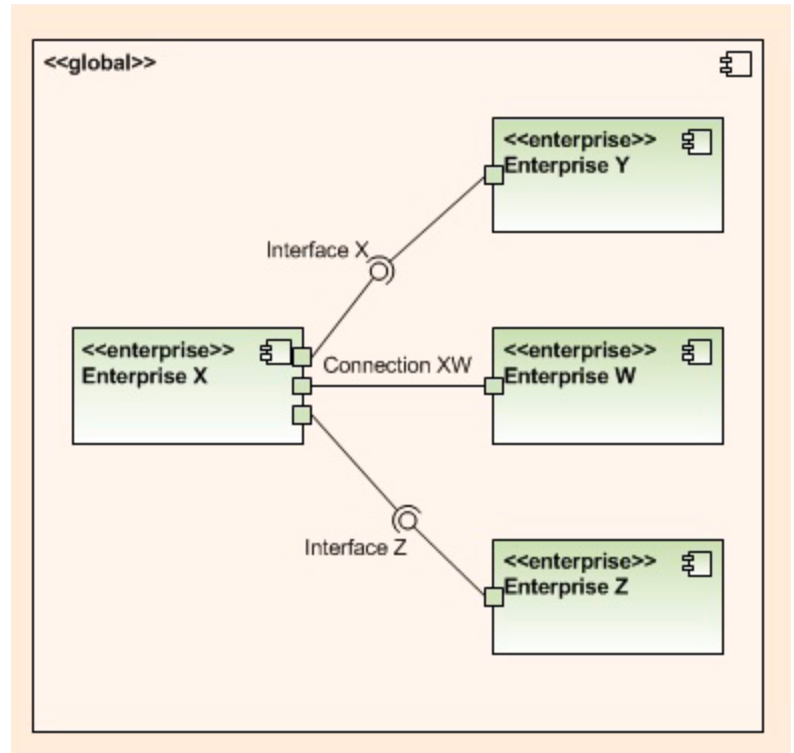 <<global>>
<<enterprise>>
Enterprise Y
Interface X
<<enterprise>>
Enterprise X
Connection XW
<<enterprise>>
Enterprise W
Interface Z
<<enterprise>>
Enterprise Z